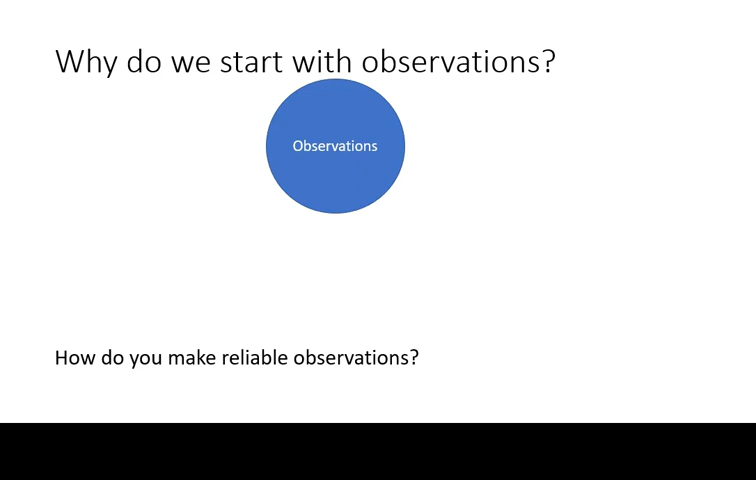 Why do we start with observations?
Observations
How do you make reliable observations?